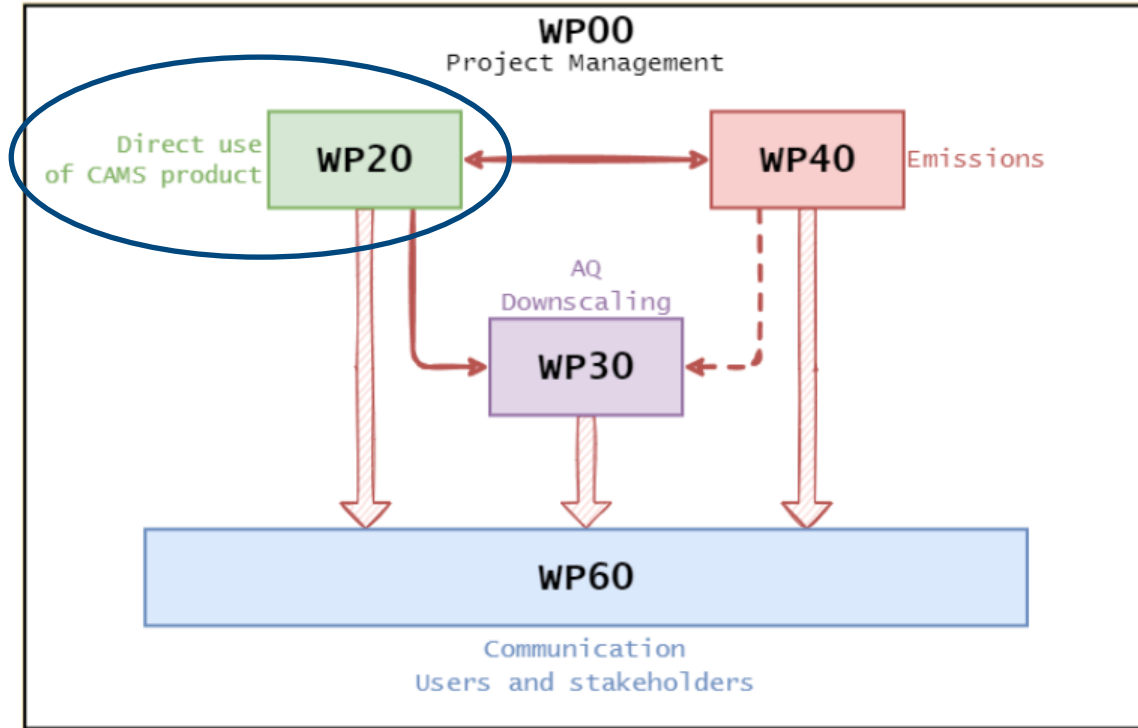 WP00
Project Management
Direct use
of CAMS product
WP20
WP40
Emissions
AQ
Downscaling
WP30
WP60
Communication
Users and stakeholders